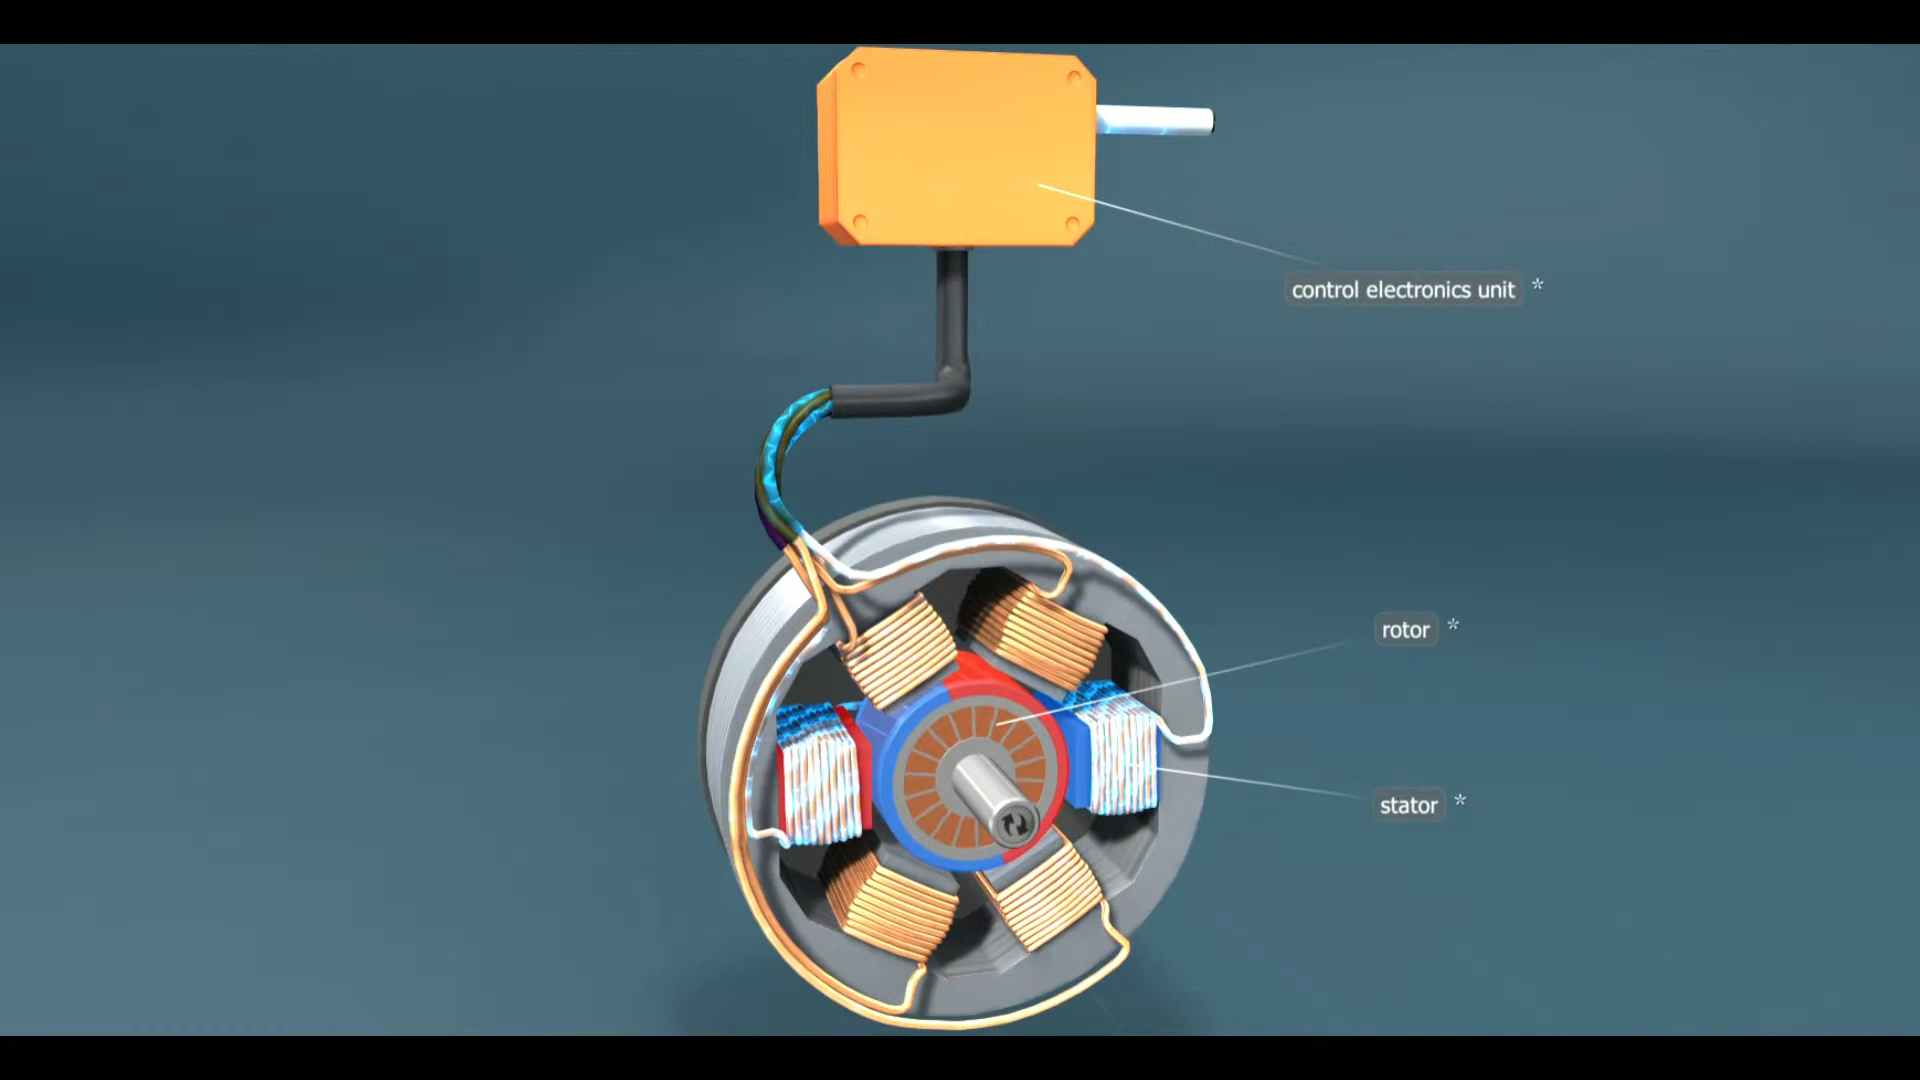 control electronics unit *
rotor *
stator *